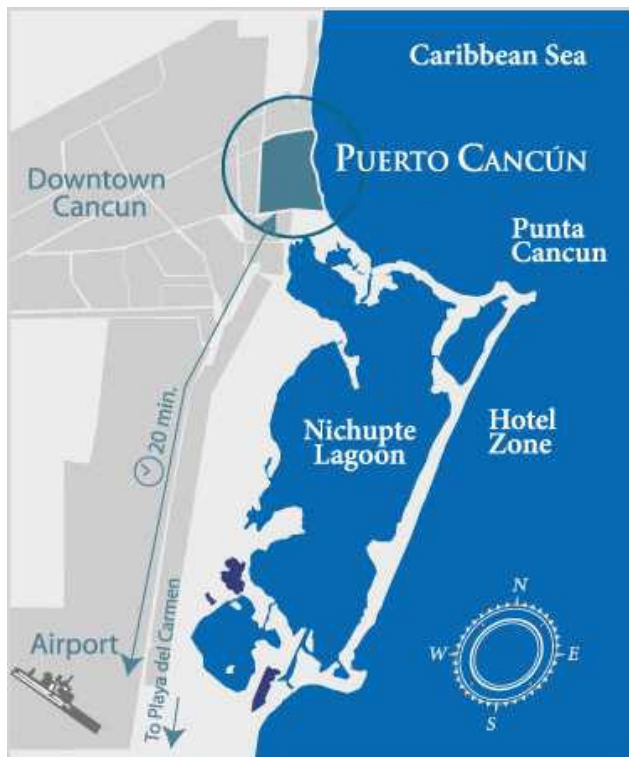 Caribbean Sea
PUERTO CANCÚN
Downtown
Cancun
Punta
Cancun
20 min.
Nichupte
Lagoon
Hotel
Zone
Airport
To Playa del Carmen
N
W
E
S